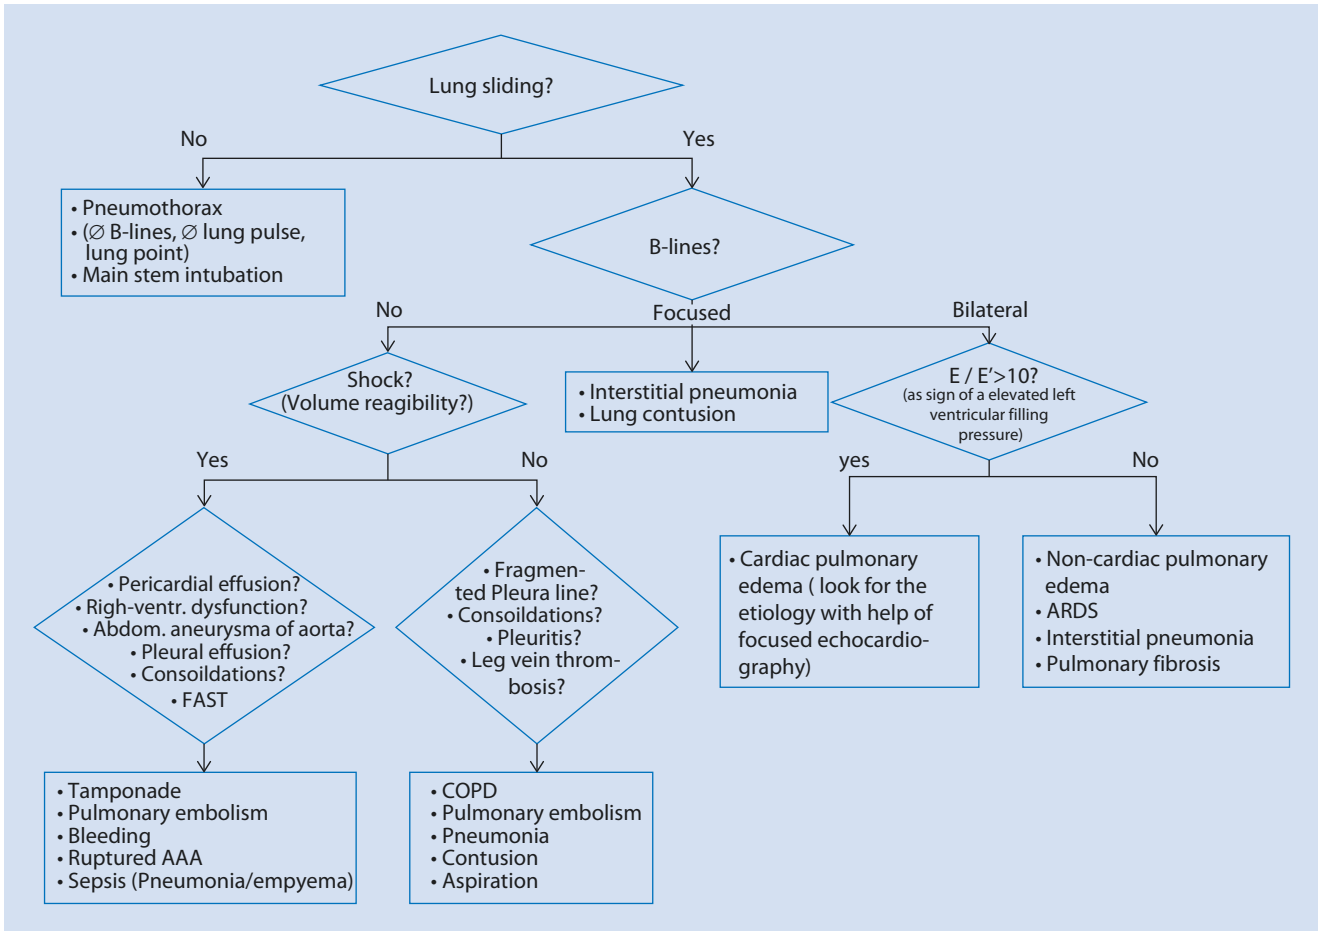 Lung sliding?
No
Yes
• Pneumothorax
• (∅ B-lines, ∅ lung pulse,
lung point)
• Main stem intubation
B-lines?
No
Focused
Bilateral
Shock?
(Volume reagibility?)
• Interstitial pneumonia
• Lung contusion
E / E’>10?
(as sign of a elevated left
ventricular filling
pressure)
Yes
No
yes
No
• Pericardial effusion?
• Righ-ventr. dysfunction?
• Abdom. aneurysma of aorta?
• Pleural effusion?
• Consoildations?
• FAST
• Fragmen-
ted Pleura line?
• Consoildations?
• Pleuritis?
• Leg vein throm-
bosis?
• Cardiac pulmonary
edema ( look for the
etiology with help of
focused echocardio-
graphy)
• Non-cardiac pulmonary
edema
• ARDS
• Interstitial pneumonia
• Pulmonary fibrosis
• Tamponade
• Pulmonary embolism
• Bleeding
• Ruptured AAA
• Sepsis (Pneumonia/empyema)
• COPD
• Pulmonary embolism
• Pneumonia
• Contusion
• Aspiration